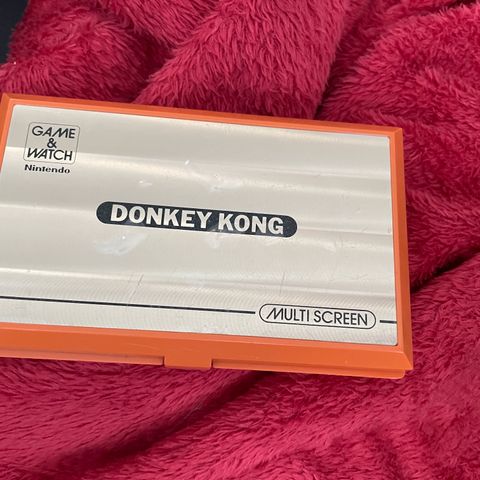 GAME
&
WATCH
Nintendo
DONKEY KONG
MULTI SCREEN